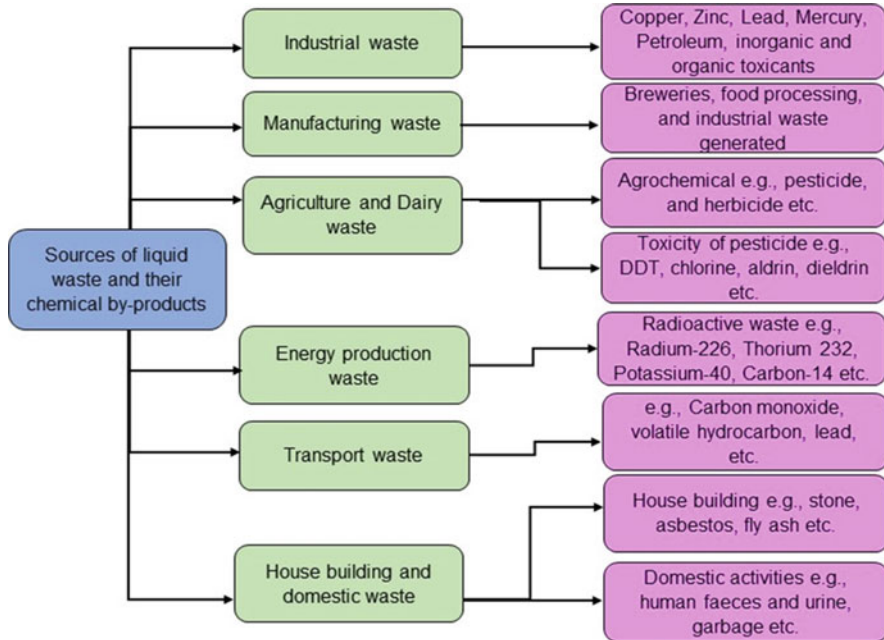 Sources of liquid
waste and their
chemical by-products
Industrial waste
Copper, Zinc, Lead, Mercury,
Petroleum, inorganic and
organic toxicants
Manufacturing waste
Breweries, food processing,
and industrial waste
generated
Agriculture and Dairy
waste
Agrochemical e.g., pesticide,
and herbicide etc.
Toxicity of pesticide e.g.,
DDT, chlorine, aldrin, dieldrin
etc.
Energy production
waste
Radioactive waste e.g.,
Radium-226, Thorium 232,
Potassium-40, Carbon-14 etc.
Transport waste
e.g., Carbon monoxide,
volatile hydrocarbon, lead,
etc.
House building and
domestic waste
House building e.g., stone,
asbestos, fly ash etc.
Domestic activities e.g.,
human faeces and urine,
garbage etc.